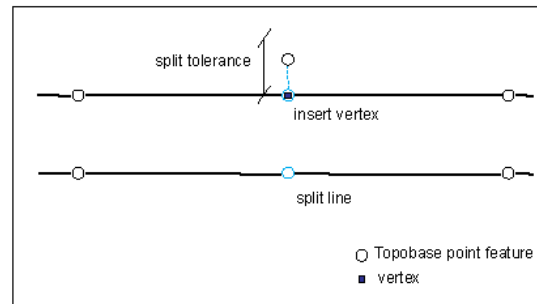 split tolerance
insert vertex
split line
Topobase point feature
vertex